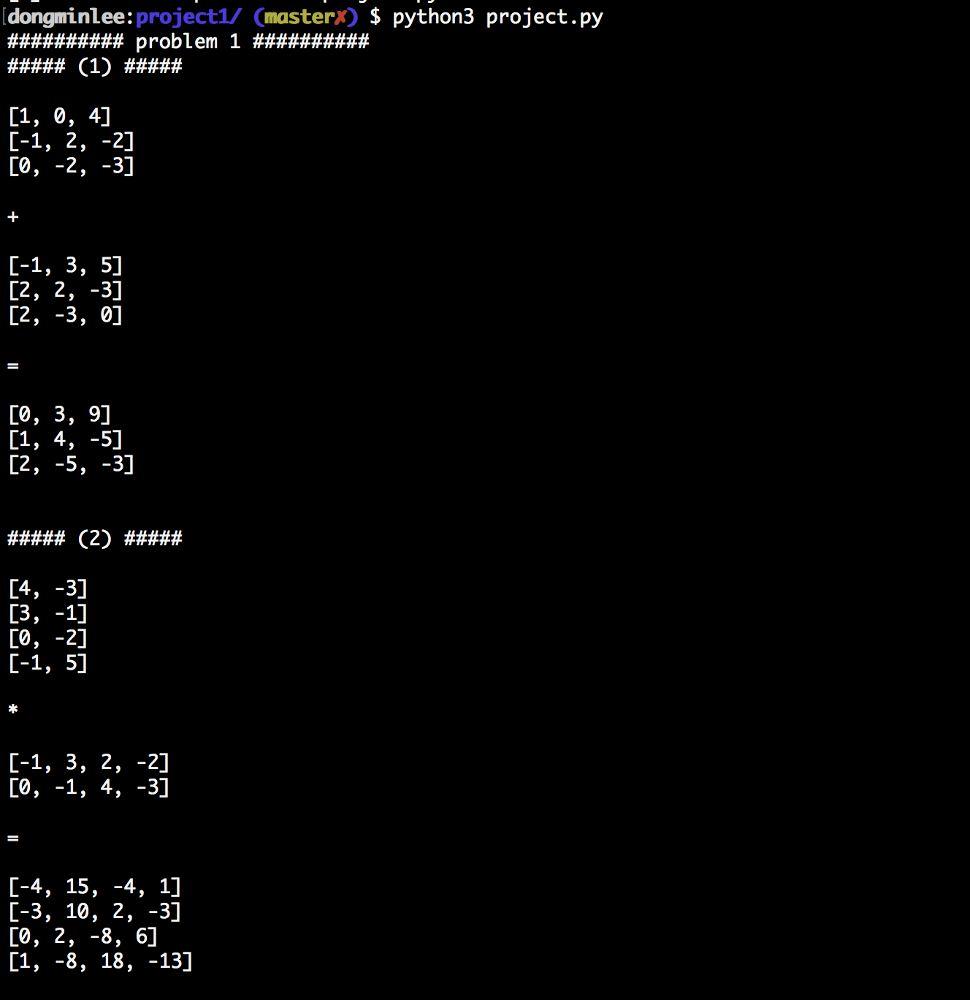 dongminlee:project1/ (master✗) $ python3 project.py
########## problem 1 ##########
##### (1) #####
[1, 0, 4]
[-1, 2, -2]
[0, -2, -3]
+
[-1, 3, 5]
[2, 2, -3]
[2, -3, 0]
=
[0, 3, 9]
[1, 4, -5]
[2, -5, -3]
##### (2) #####
[4, -3]
[3, -1]
[0, -2]
[-1, 5]
*
[-1, 3, 2, -2]
[0, -1, 4, -3]
=
[-4, 15, -4, 1]
[-3, 10, 2, -3]
[0, 2, -8, 6]
[1, -8, 18, -13]